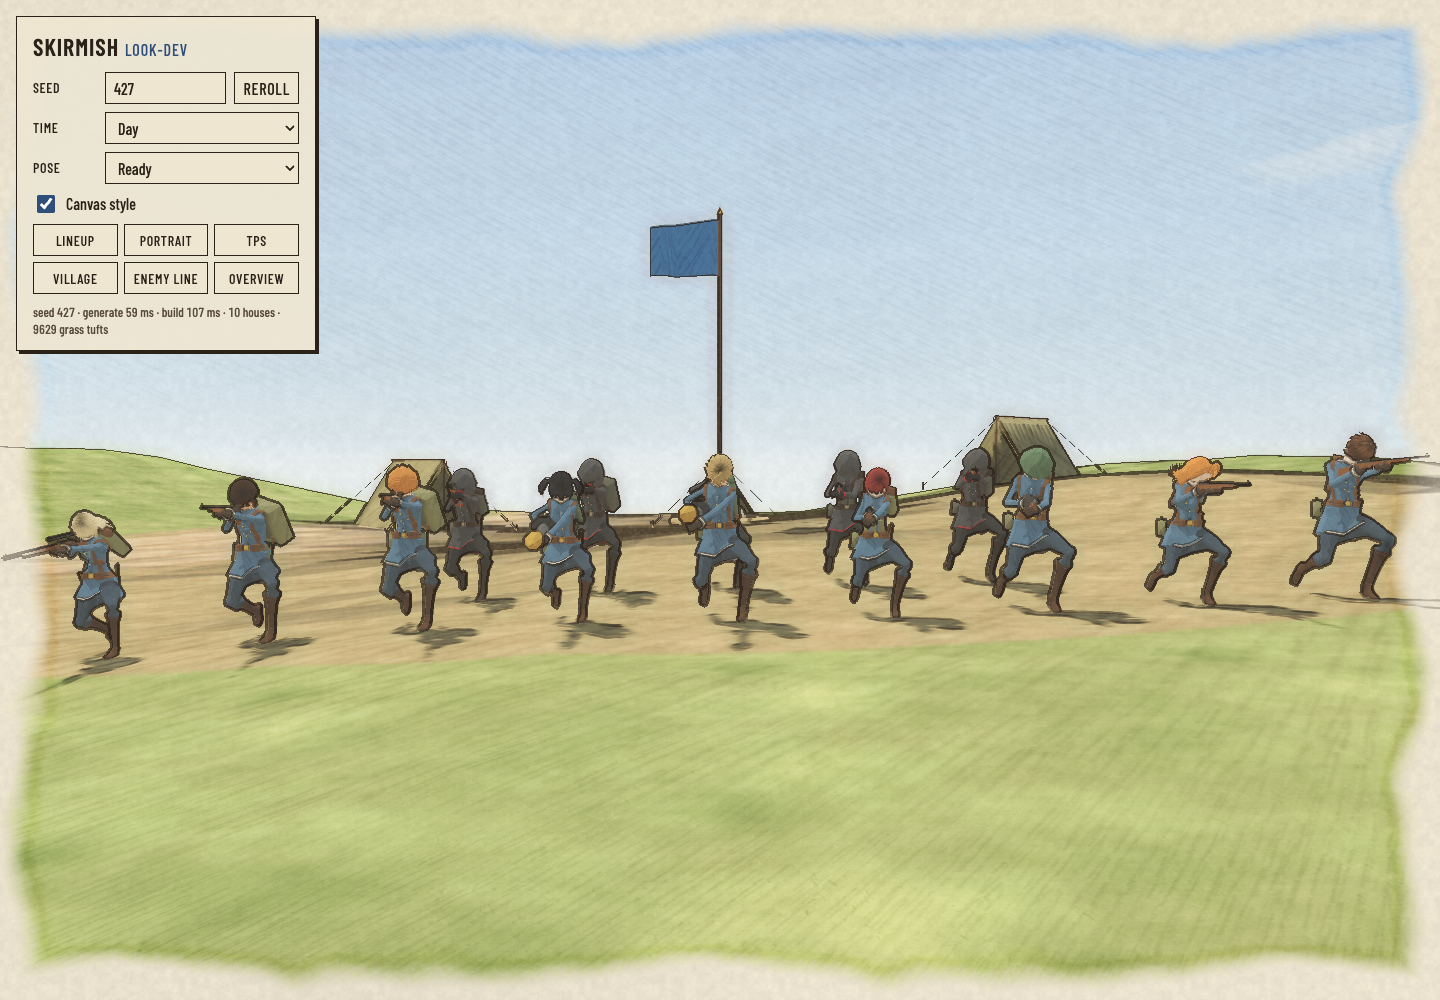 SKIRMISH LOOK-DEV
SEED 427 REROLL
TIME Day
POSE Ready
Canvas style
LINEUP PORTRAIT TPS
VILLAGE ENEMY LINE OVERVIEW
seed 427 · generate 59 ms · build 107 ms · 10 houses ·
9629 grass tufts